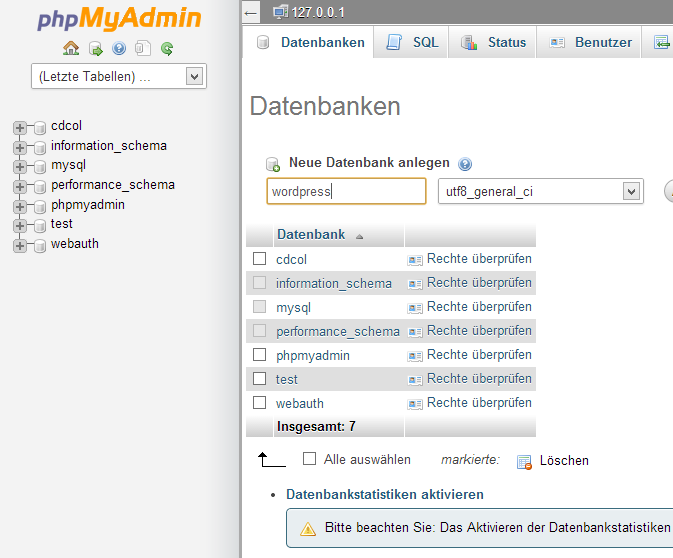 phpMyAdmin
(Letzte Tabellen) ...
cdcol
information_schema
mysql
performance_schema
phpmyadmin
test
webauth
127.0.0.1
Datenbanken SQL Status Benutzer
Datenbanken
Neue Datenbank anlegen
wordpress utf8_general_ci
Datenbank
cdcol Rechte überprüfen
information_schema Rechte überprüfen
mysql Rechte überprüfen
performance_schema Rechte überprüfen
phpmyadmin Rechte überprüfen
test Rechte überprüfen
webauth Rechte überprüfen
Insgesamt: 7
Alle auswählen markierte: Löschen
Datenbankstatistiken aktivieren
Bitte beachten Sie: Das Aktivieren der Datenbankstatistiken